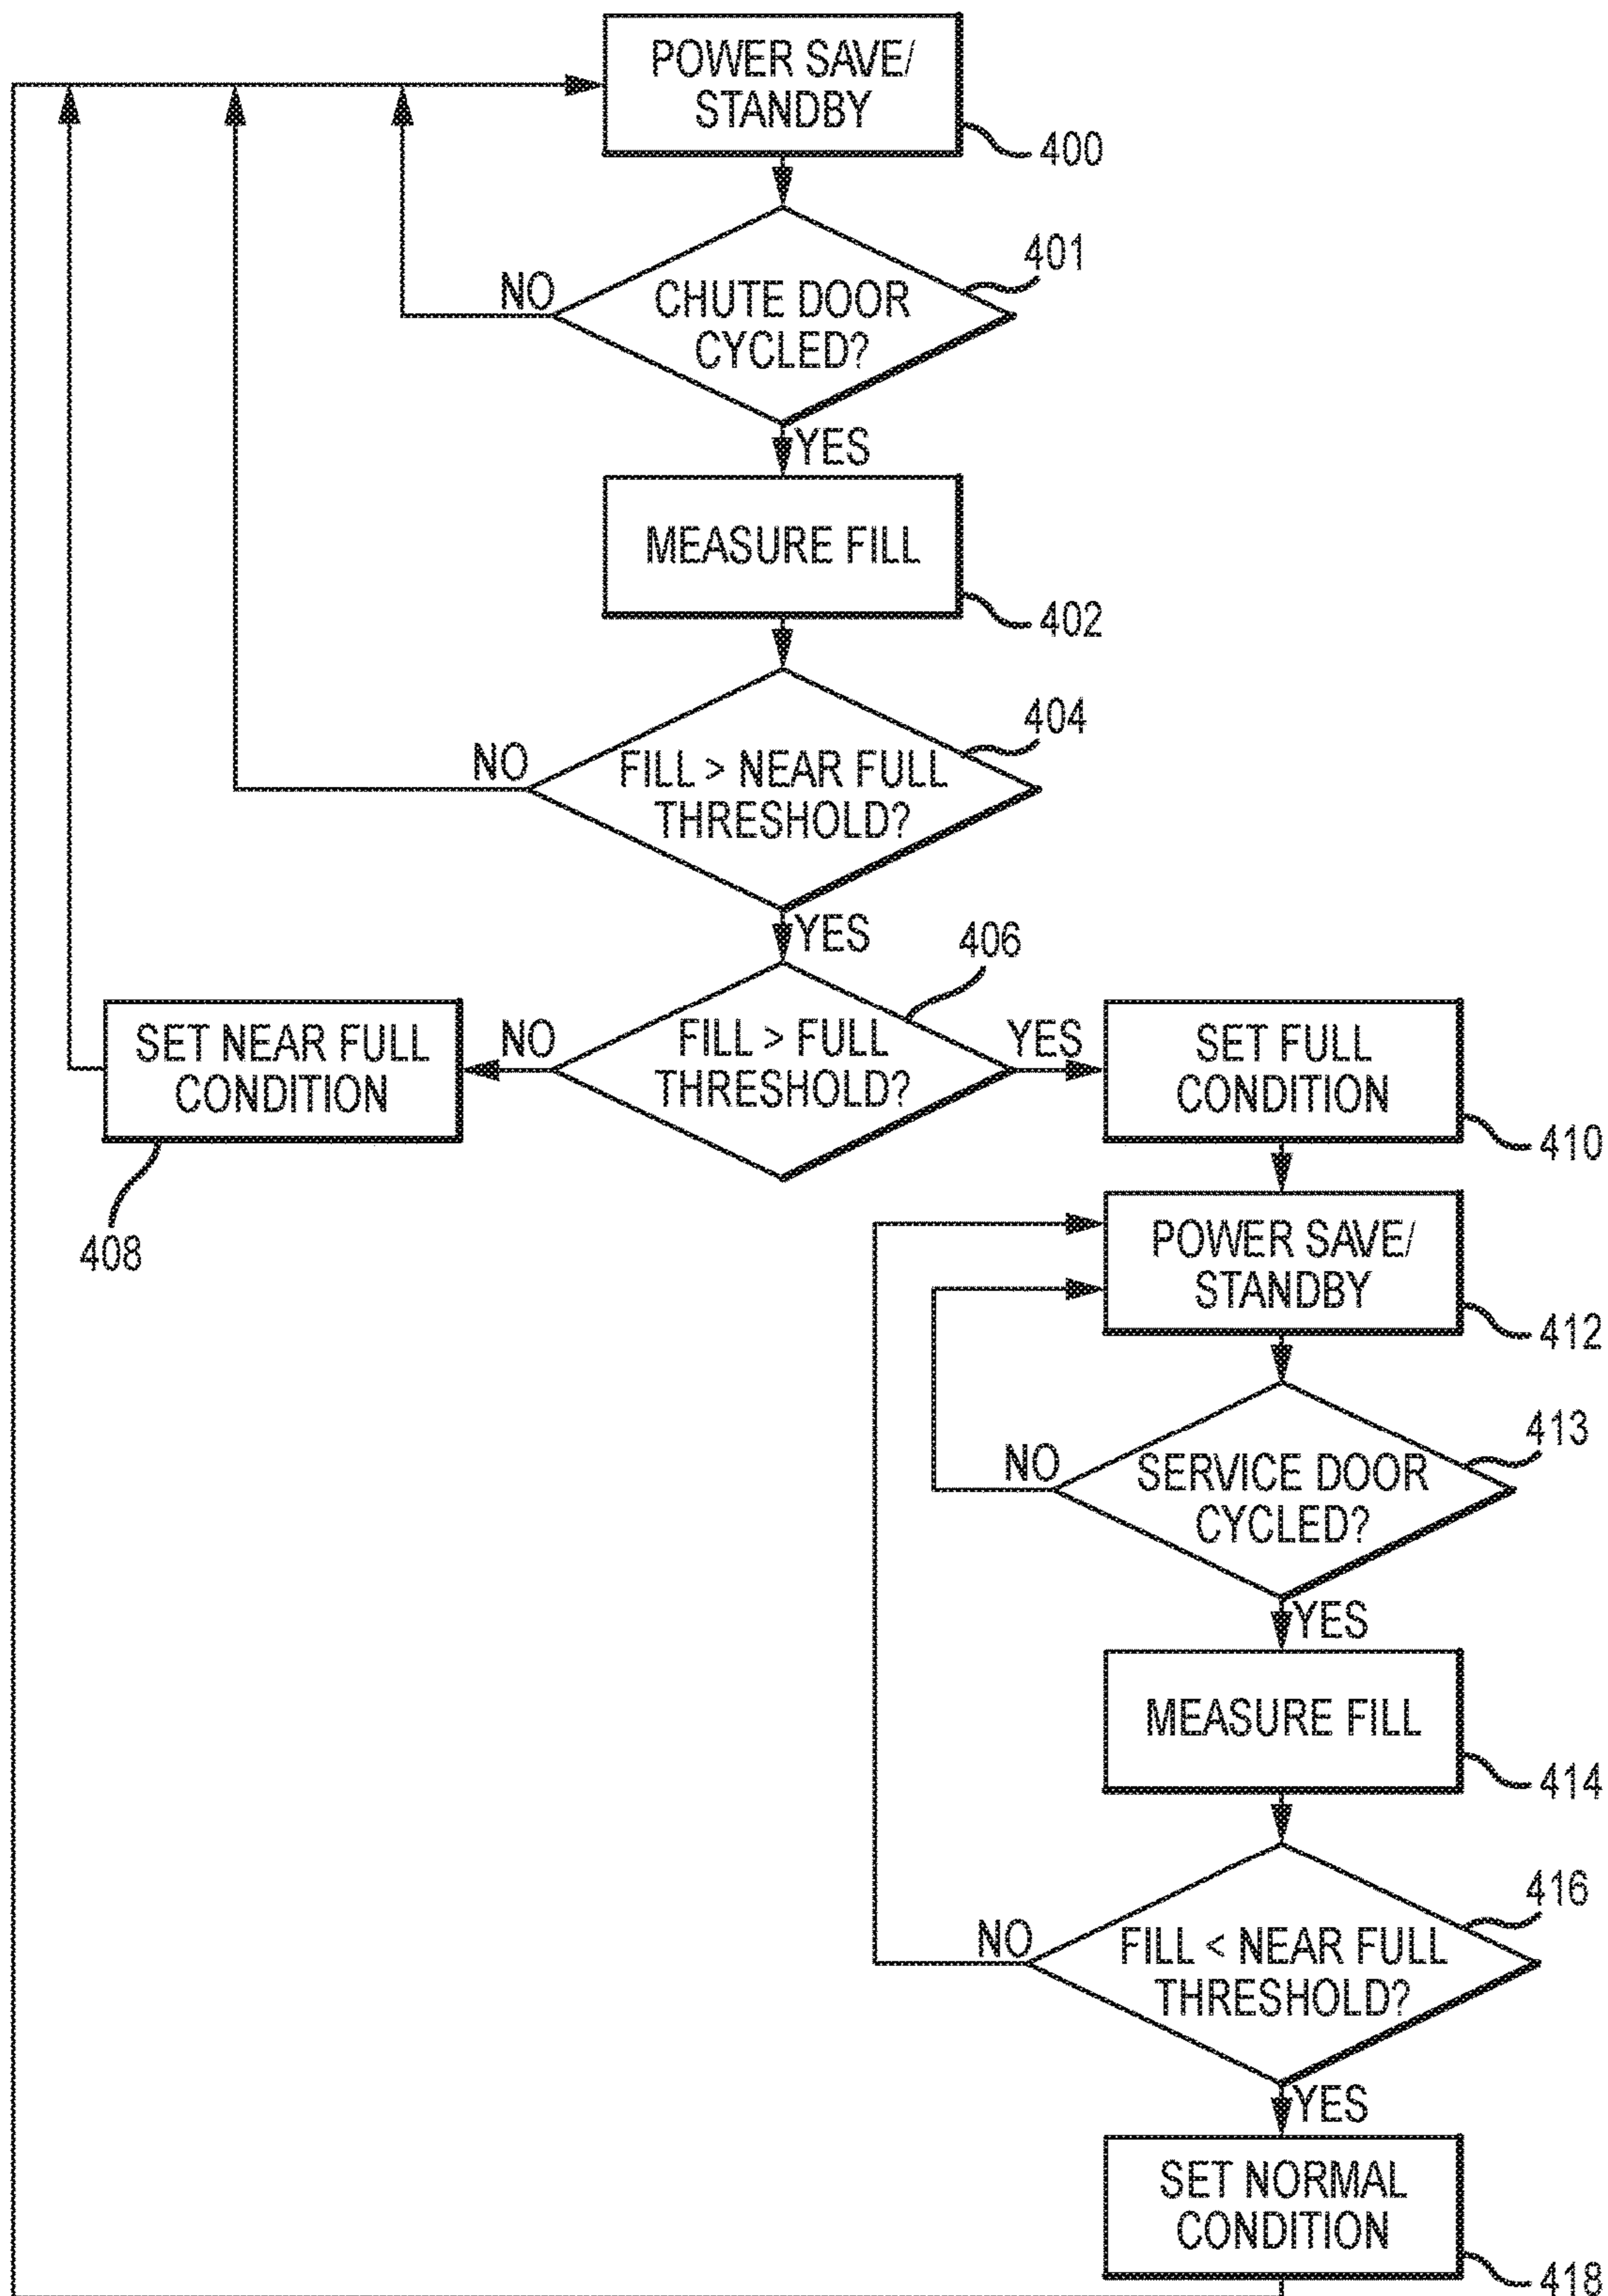 POWER SAVE/
STANDBY
400
401
NO
CHUTE DOOR
CYCLED?
YES
MEASURE FILL
402
404
NO
FILL > NEAR FULL
THRESHOLD?
YES
406
SET NEAR FULL
CONDITION
NO
FILL > FULL
THRESHOLD?
YES
SET FULL
CONDITION
410
408
POWER SAVE/
STANDBY
412
413
NO
SERVICE DOOR
CYCLED?
YES
MEASURE FILL
414
416
NO
FILL < NEAR FULL
THRESHOLD?
YES
SET NORMAL
CONDITION
418